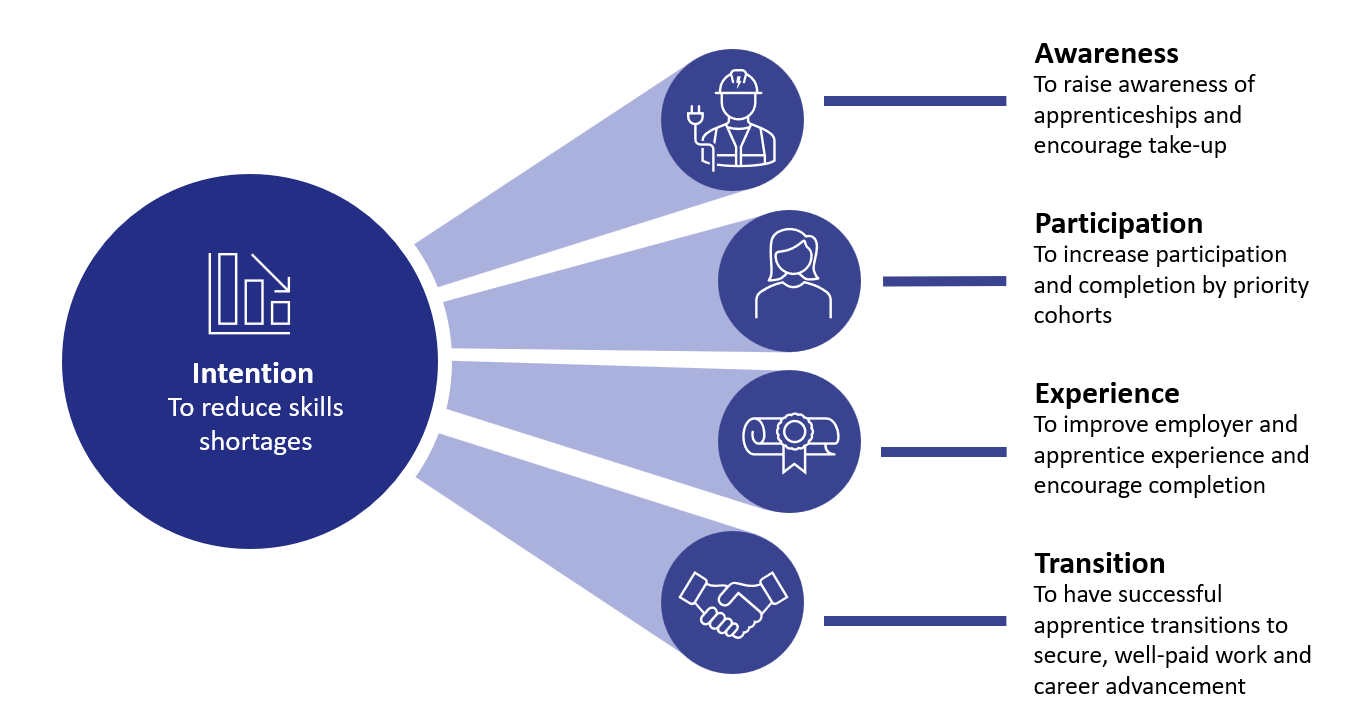 Intention
To reduce skills
shortages
Awareness
To raise awareness of
apprenticeships and
encourage take-up
Participation
To increase participation
and completion by priority
cohorts
Experience
To improve employer and
apprentice experience and
encourage completion
Transition
To have successful
apprentice transitions to
secure, well-paid work and
career advancement